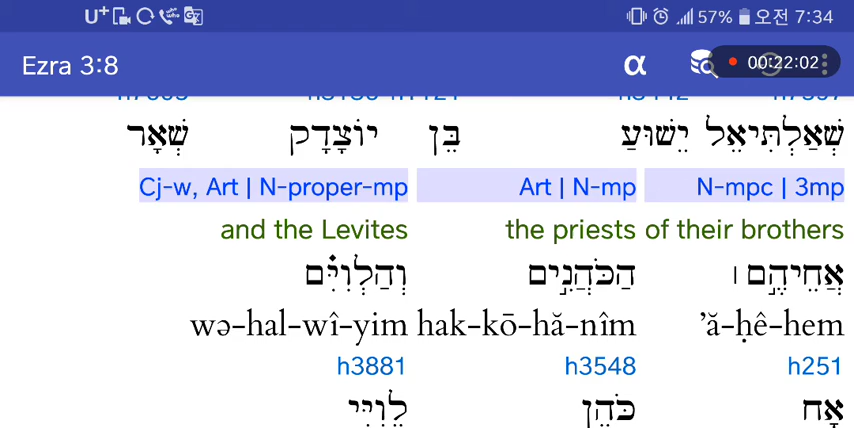 U+ 57% 오전 7:34
Ezra 3:8 α 00:22:02
שְׁאַלְתִּיאֵל יֵשׁוּעַ בֵּן יוֹצָדָק שְׁאָר
Cj-w, Art | N-proper-mp Art | N-mp N-mpc | 3mp
and the Levites the priests of their brothers
אֲחֵיהֶ֣ם ׀ הַכֹּהֲנִ֣ים וְהַלְוִיִּ֗ם
wə-hal-wî-yim hak-kō-hă-nîm ’ă-ḥê-hem
h3881 h3548 h251
אָח כֹּהֵן לֵוִיִּי